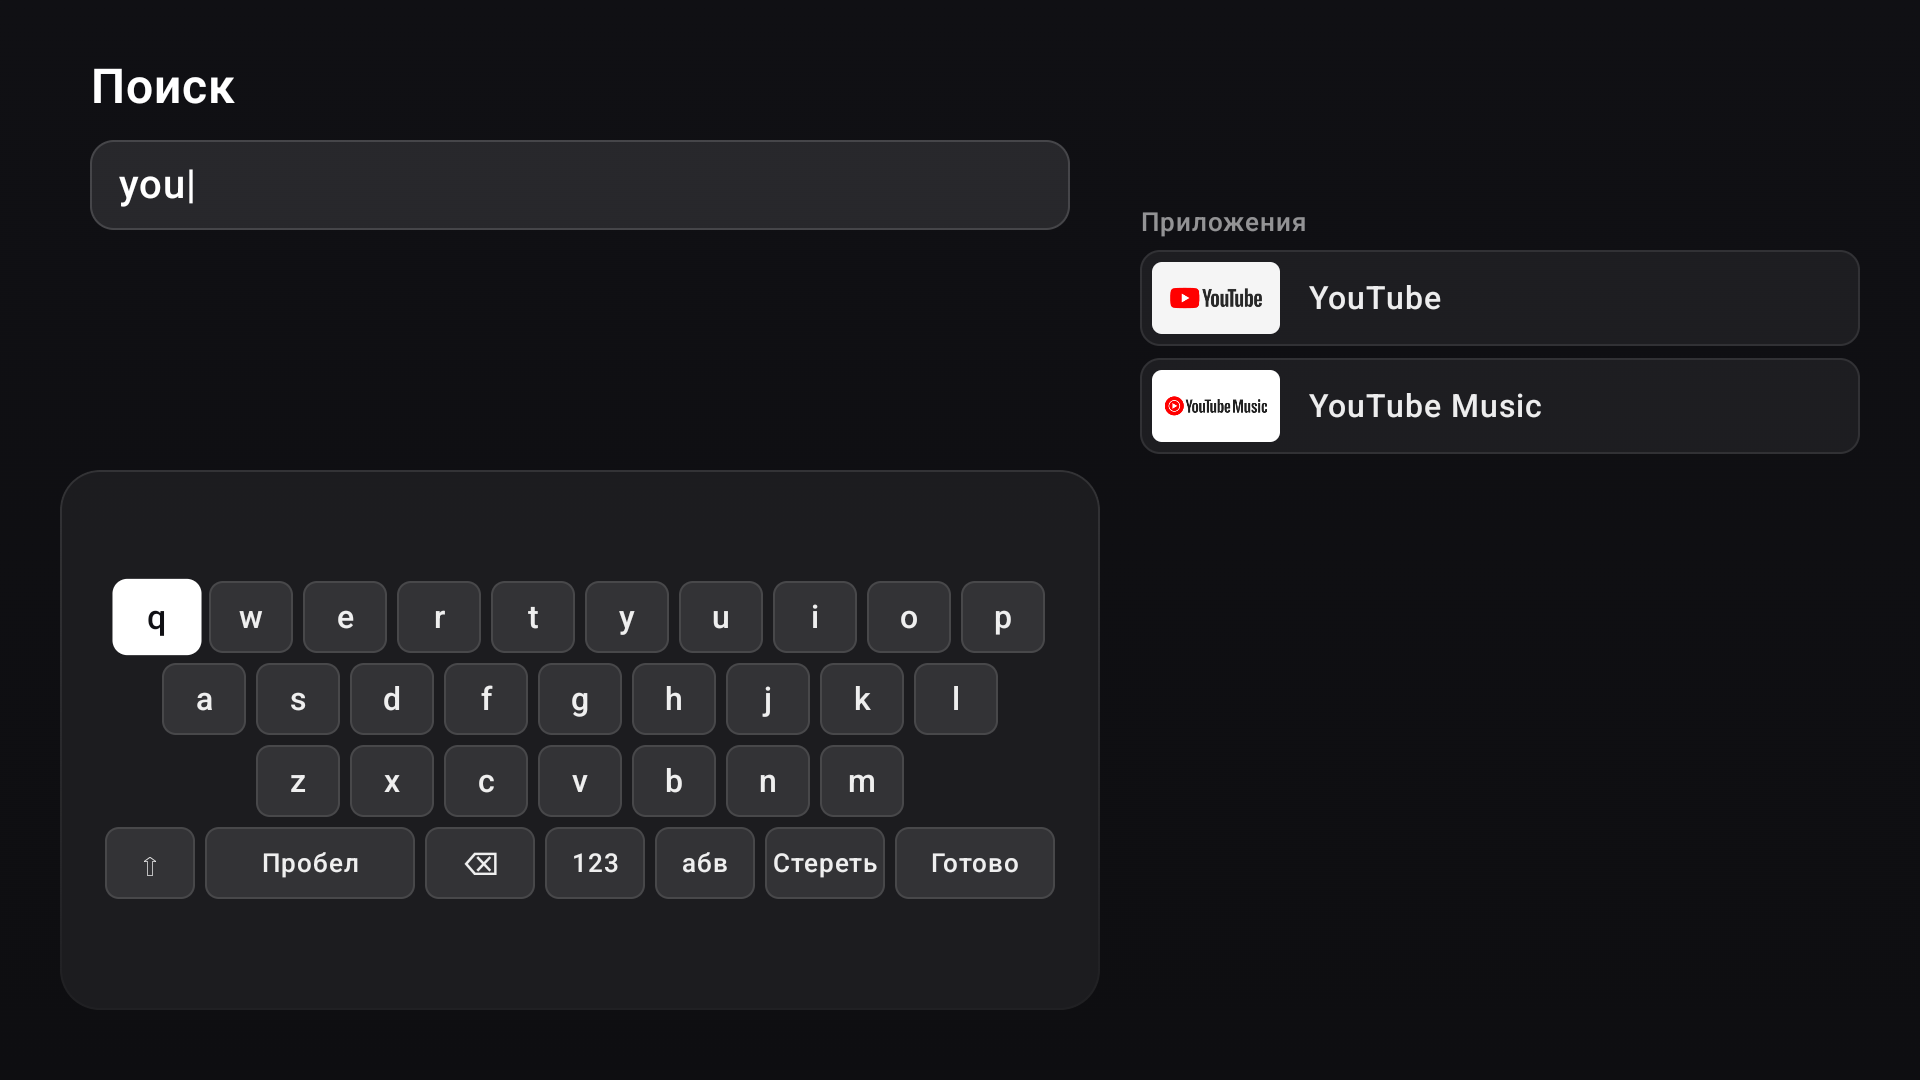 Поиск
you
Приложения
YouTube YouTube
YouTube Music YouTube Music
q w e r t y u i o p
a s d f g h j k l
z x c v b n m
⇧ Пробел ⌫ 123 абв Стереть Готово